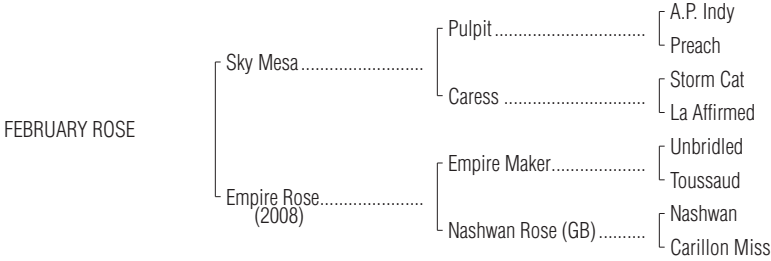 A.P. Indy
Pulpit..............................
Preach
Sky Mesa........................
Storm Cat
Caress ............................
La Affirmed
FEBRUARY ROSE
Unbridled
Empire Maker...................
Toussaud
Empire Rose....................
(2008)
Nashwan
Nashwan Rose (GB)..........
Carillon Miss